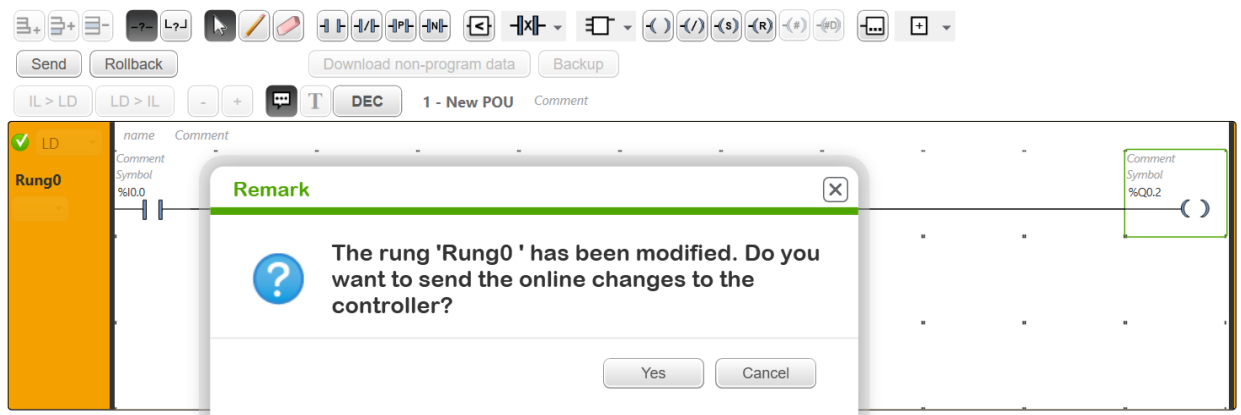 Send Rollback Download non-program data Backup
IL > LD LD > IL - + T DEC 1 - New POU Comment
LD name Comment
Rung0
Comment
Symbol
%I0.0
Comment
Symbol
%Q0.2
Remark
The rung 'Rung0 ' has been modified. Do you
want to send the online changes to the
controller?
Yes Cancel